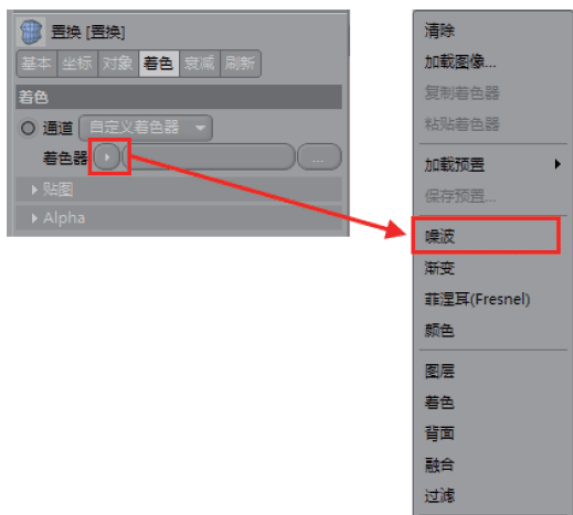 置换 [置换]
基本 坐标 对象 着色 衰减 刷新
着色
通道 自定义着色器
着色器 ...
贴图
Alpha
清除
加载图像...
复制着色器
粘贴着色器
加载预置
保存预置...
噪波
渐变
菲涅耳(Fresnel)
颜色
图层
着色
背面
融合
过滤